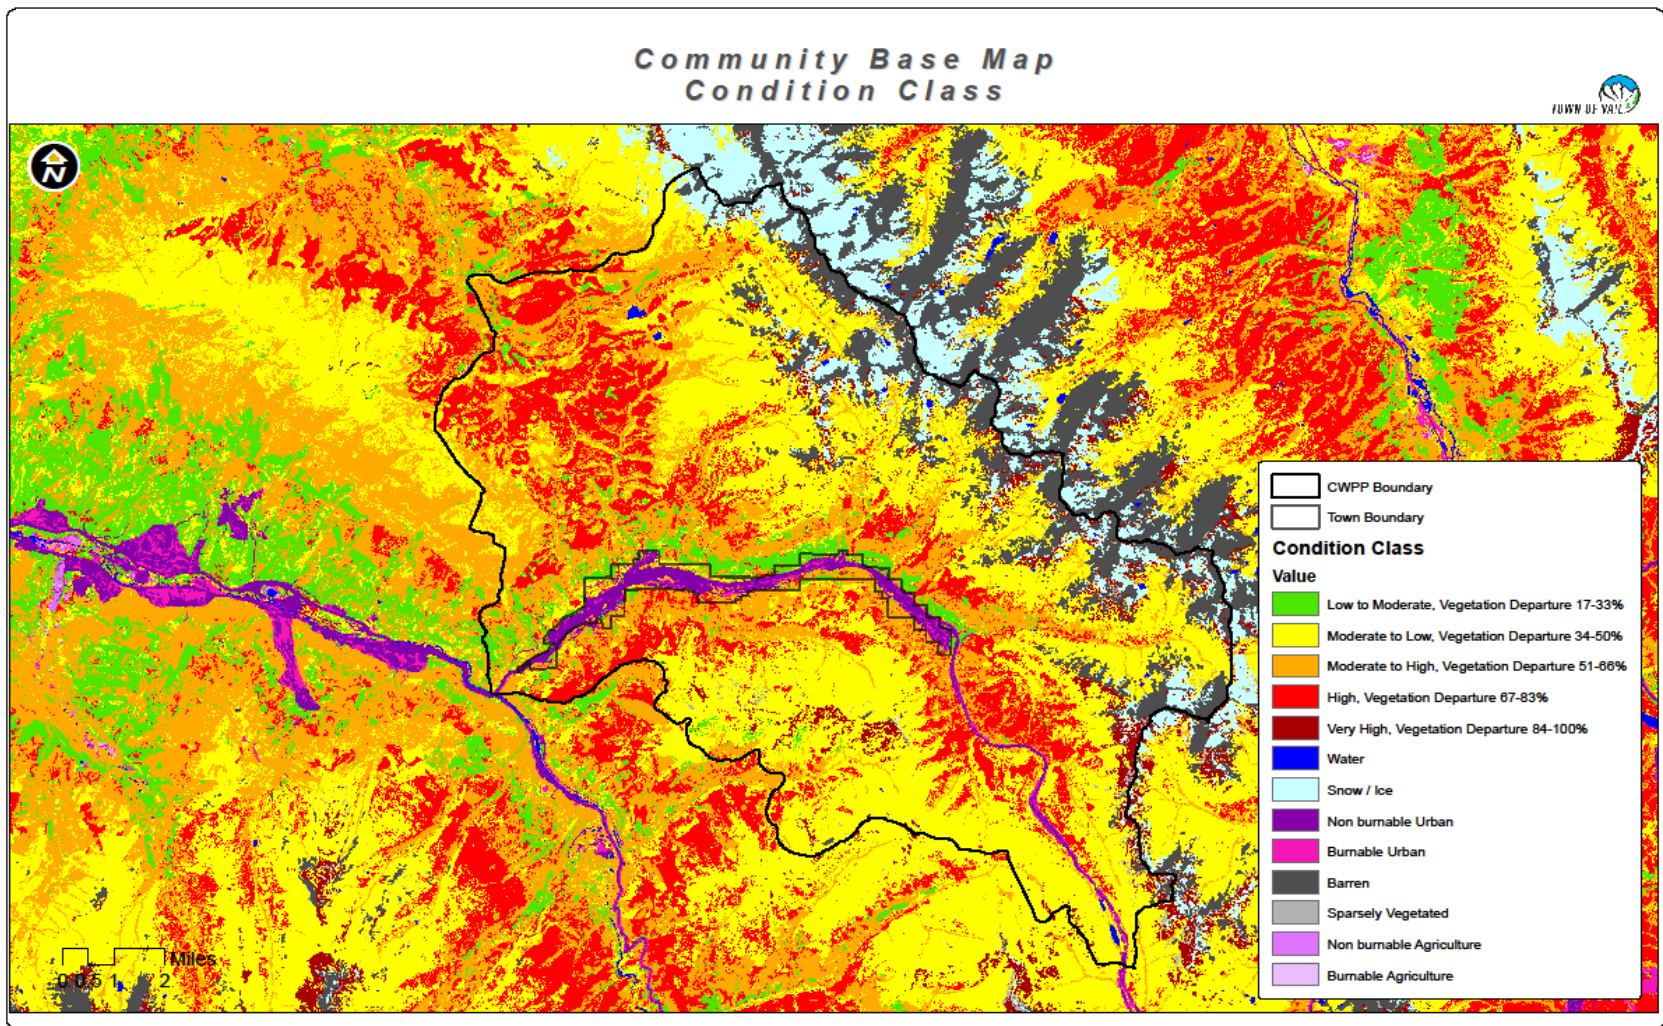 Community Base Map
Condition Class
TOWN OF VAIL
N
CWPP Boundary
Town Boundary
Condition Class
Value
Low to Moderate, Vegetation Departure 17-33%
Moderate to Low, Vegetation Departure 34-50%
Moderate to High, Vegetation Departure 51-66%
High, Vegetation Departure 67-83%
Very High, Vegetation Departure 84-100%
Water
Snow / Ice
Non burnable Urban
Burnable Urban
Barren
Sparsely Vegetated
Non burnable Agriculture
Burnable Agriculture
Miles
0 0.5 1 2